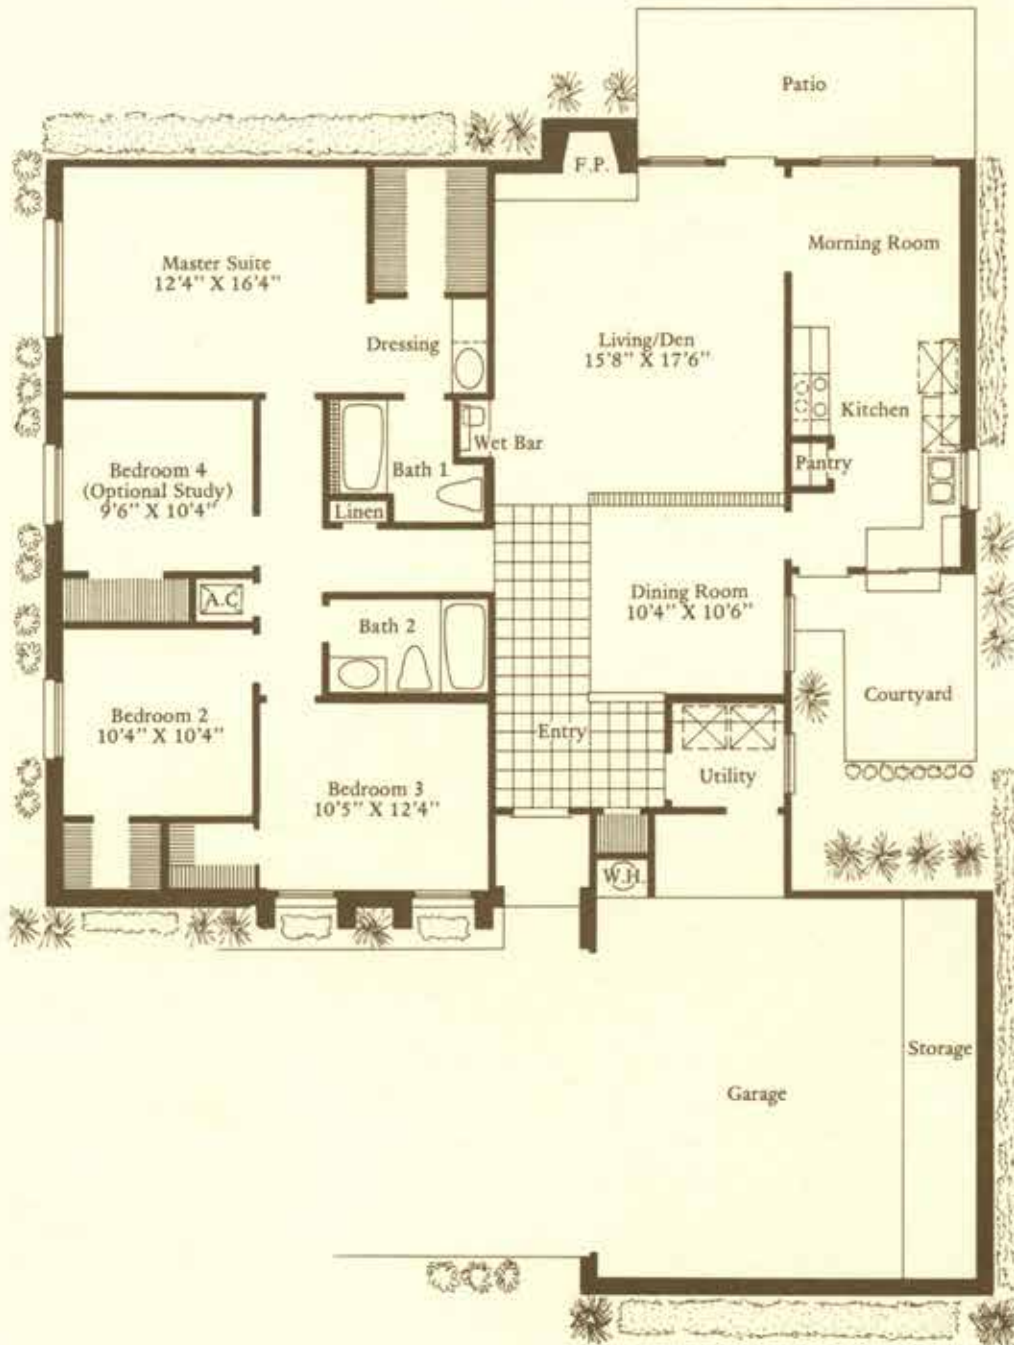 Patio
F.P.
Morning Room
Master Suite
12'4" X 16'4"
Dressing
Living/Den
15'8" X 17'6"
Kitchen
Wet Bar
Pantry
Bedroom 4
(Optional Study)
9'6" X 10'4"
Bath 1
Linen
A.C
Dining Room
10'4" X 10'6"
Bath 2
Courtyard
Bedroom 2
10'4" X 10'4"
Entry
Utility
Bedroom 3
10'5" X 12'4"
W.H.
Storage
Garage